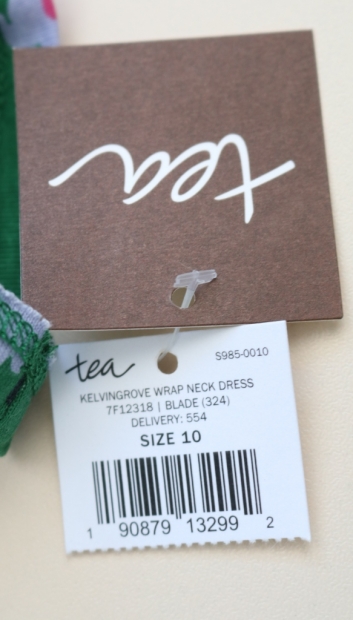 tea
tea
S985-0010
KELVINGROVE WRAP NECK DRESS
7F12318 | BLADE (324)
DELIVERY: 554
SIZE 10
1 90879 13299 2